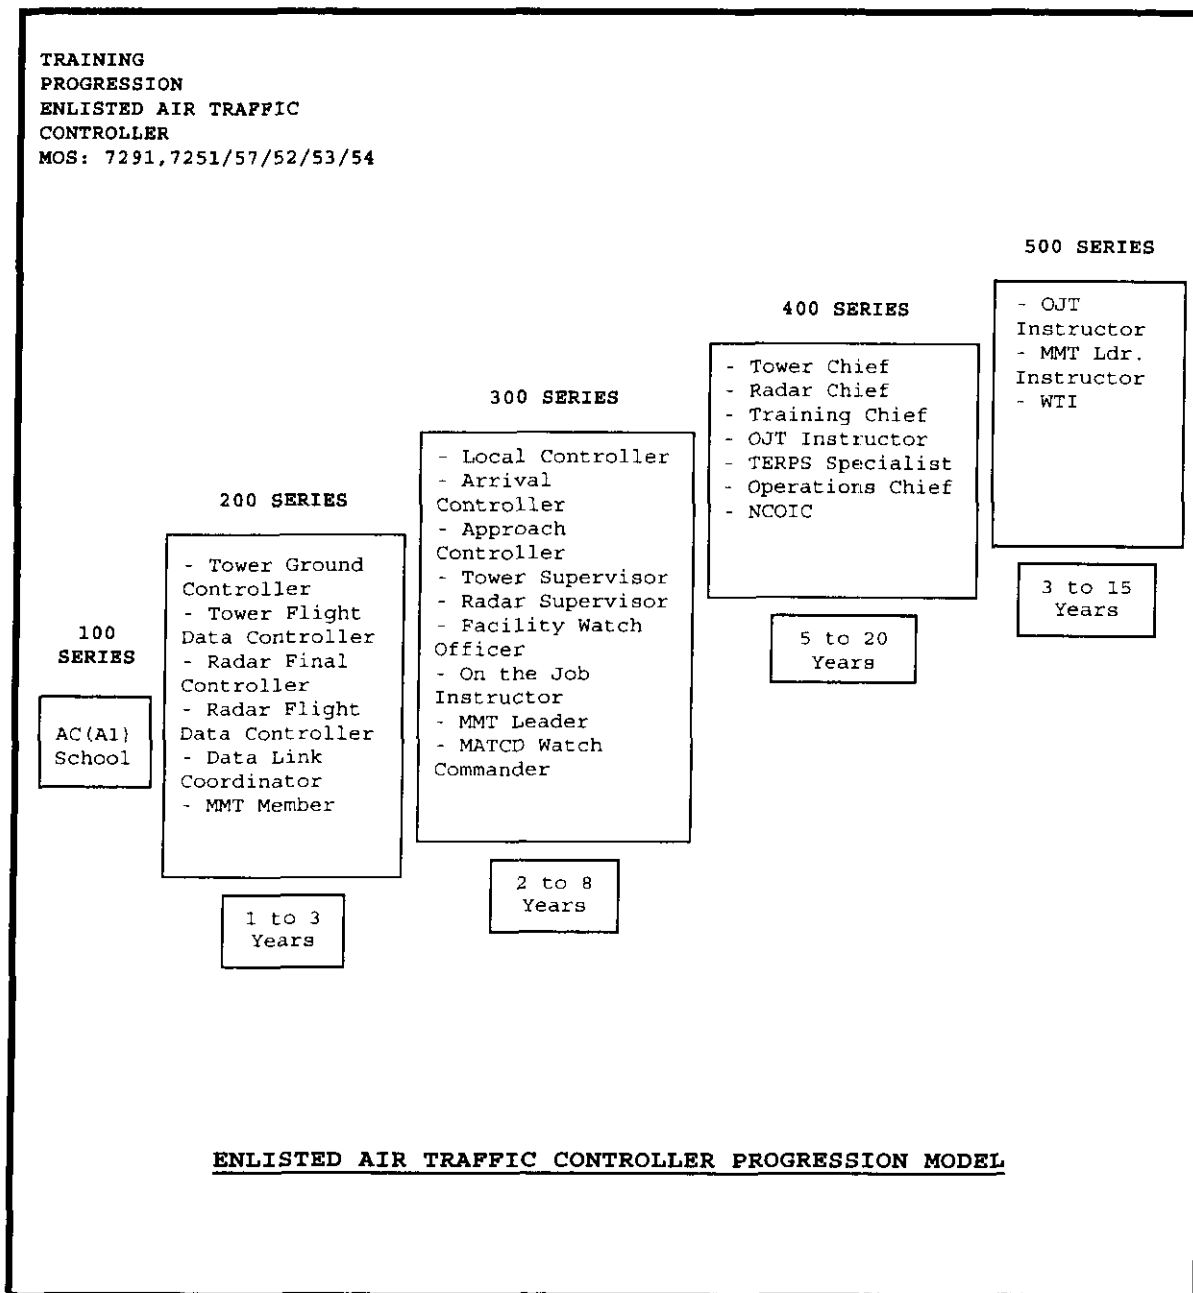 TRAINING
PROGRESSION
ENLISTED AIR TRAFFIC
CONTROLLER
MOS: 7291,7251/57/52/53/54
100
SERIES
AC(A1)
School
200 SERIES
- Tower Ground
Controller
- Tower Flight
Data Controller
- Radar Final
Controller
- Radar Flight
Data Controller
- Data Link
Coordinator
- MMT Member
1 to 3
Years
300 SERIES
- Local Controller
- Arrival
Controller
- Approach
Controller
- Tower Supervisor
- Radar Supervisor
- Facility Watch
Officer
- On the Job
Instructor
- MMT Leader
- MATCD Watch
Commander
2 to 8
Years
400 SERIES
- Tower Chief
- Radar Chief
- Training Chief
- OJT Instructor
- TERPS Specialist
- Operations Chief
- NCOIC
5 to 20
Years
500 SERIES
- OJT
Instructor
- MMT Ldr.
Instructor
- WTI
3 to 15
Years
ENLISTED AIR TRAFFIC CONTROLLER PROGRESSION MODEL